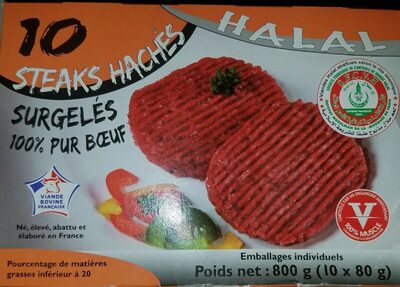 10
STEAKS HACHÉS
HALAL
SURGELÉS
100% PUR BŒUF
VIANDE
BOVINE
FRANÇAISE
Né, élevé, abattu et
élaboré en France
Pourcentage de matières
grasses inférieur à 20
V
100% MUSCLE
Emballages individuels
Poids net : 800 g (10 x 80 g)